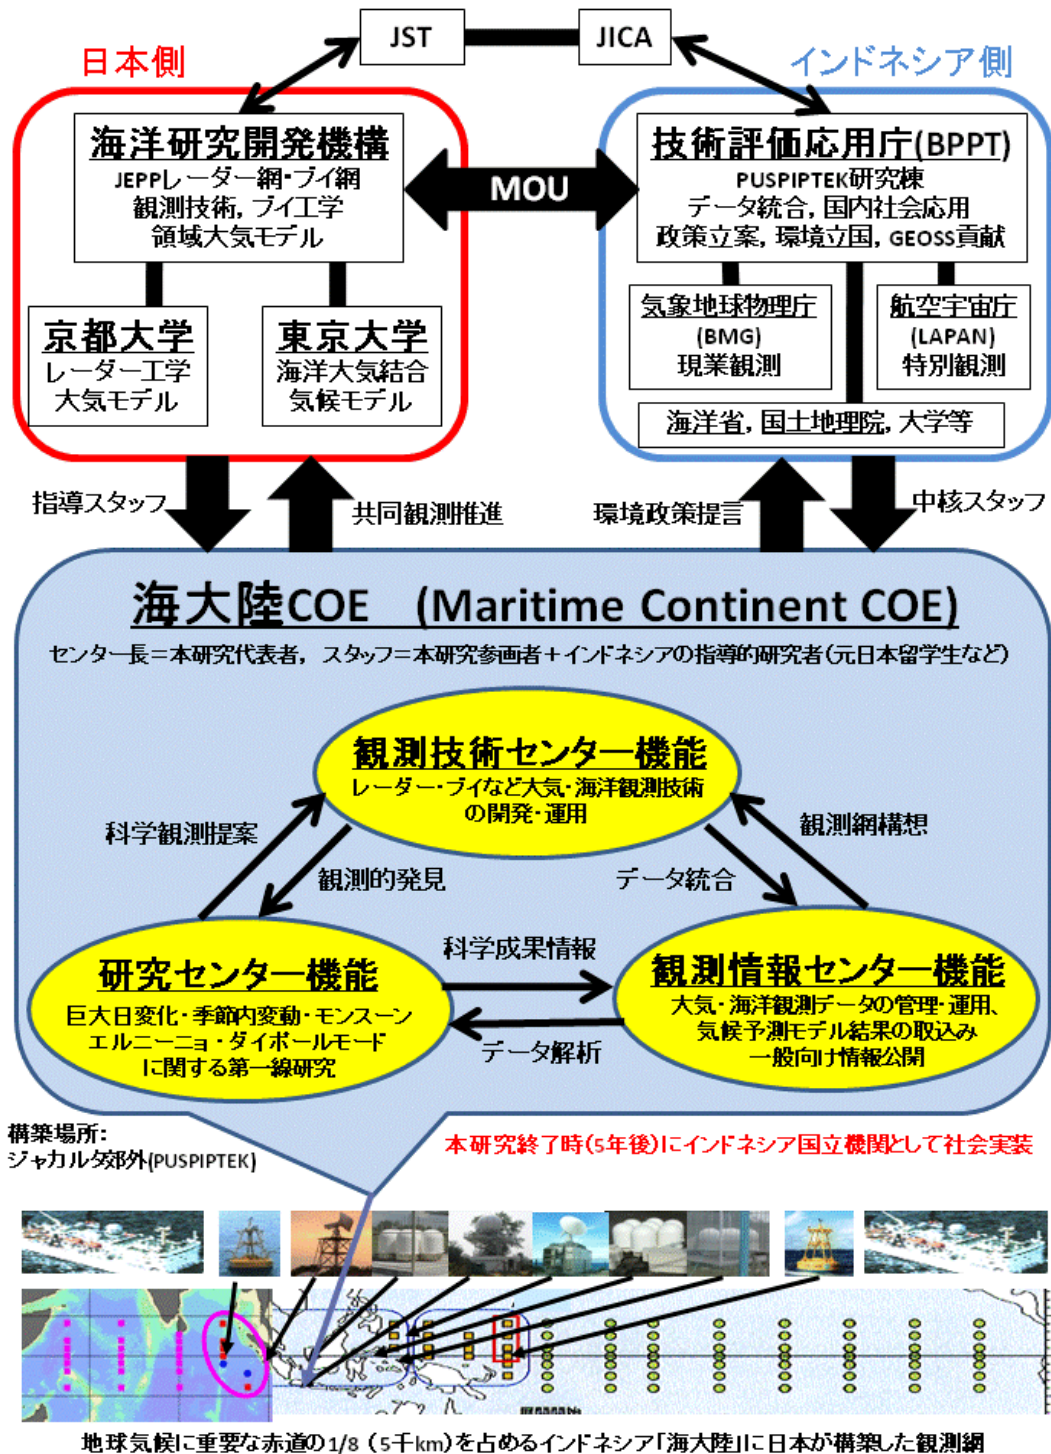 JST
JICA
日本側
インドネシア側
海洋研究開発機構
JEPPレーダー網・ブイ網
観測技術, ブイ工学
領域大気モデル
MOU
技術評価応用庁(BPPT)
PUSPIPTEK研究棟
データ統合, 国内社会応用
政策立案, 環境立国, GEOSS貢献
京都大学
レーダー工学
大気モデル
東京大学
海洋大気結合
気候モデル
気象地球物理庁
(BMG)
現業観測
航空宇宙庁
(LAPAN)
特別観測
海洋省, 国土地理院, 大学等
指導スタッフ
共同観測推進
環境政策提言
中核スタッフ
海大陸COE (Maritime Continent COE)
センター長＝本研究代表者, スタッフ＝本研究参画者＋インドネシアの指導的研究者(元日本留学生など)
観測技術センター機能
レーダー・ブイなど大気・海洋観測技術
の開発・運用
科学観測提案
観測網構想
観測的発見
データ統合
研究センター機能
巨大日変化・季節内変動・モンスーン
エルニーニョ・ダイポールモード
に関する第一線研究
科学成果情報
データ解析
観測情報センター機能
大気・海洋観測データの管理・運用、
気候予測モデル結果の取込み
一般向け情報公開
構築場所：
ジャカルタ郊外(PUSPIPTEK)
本研究終了時(5年後)にインドネシア国立機関として社会実装
地球気候に重要な赤道の1/8 (5千km)を占めるインドネシア「海大陸」に日本が構築した観測網